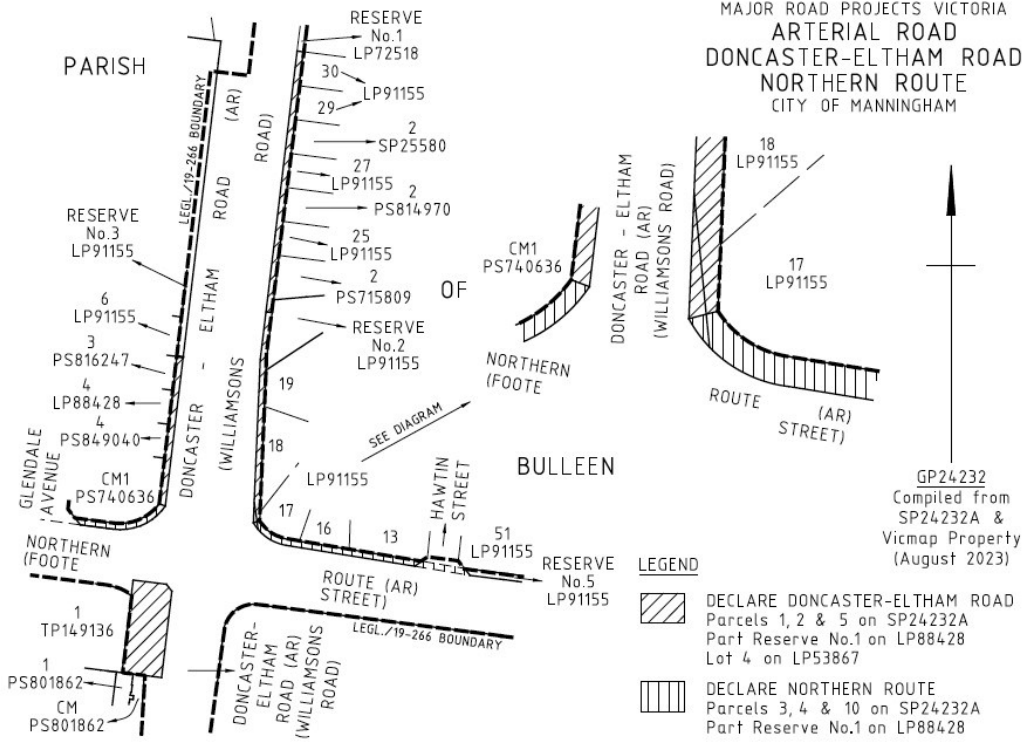 MAJOR ROAD PROJECTS VICTORIA
ARTERIAL ROAD
DONCASTER-ELTHAM ROAD
NORTHERN ROUTE
CITY OF MANNINGHAM
PARISH
OF
BULLEEN
RESERVE
No.1
LP72518
30
LP91155
29
2
SP25580
27
LP91155
2
PS814970
25
LP91155
2
PS715809
RESERVE
No.2
LP91155
19
18
LP91155
17
16
13
LEGL./19-266 BOUNDARY
DONCASTER - ELTHAM ROAD (AR)
(WILLIAMSONS ROAD)
RESERVE
No.3
LP91155
6
LP91155
3
PS816247
4
LP88428
4
PS849040
CM1
PS740636
GLENDALE
AVENUE
NORTHERN
(FOOTE
ROUTE (AR)
STREET)
SEE DIAGRAM
HAWTIN
STREET
51
LP91155
RESERVE
No.5
LP91155
LEGL./19-266 BOUNDARY
1
TP149136
1
PS801862
CM
PS801862
DONCASTER-
ELTHAM
ROAD (AR)
(WILLIAMSONS
ROAD)
CM1
PS740636
DONCASTER - ELTHAM
ROAD (AR)
(WILLIAMSONS ROAD)
18
LP91155
17
LP91155
NORTHERN
(FOOTE
ROUTE (AR)
STREET)
GP24232
Compiled from
SP24232A &
Vicmap Property
(August 2023)
LEGEND
DECLARE DONCASTER-ELTHAM ROAD
Parcels 1, 2 & 5 on SP24232A
Part Reserve No.1 on LP88428
Lot 4 on LP53867
DECLARE NORTHERN ROUTE
Parcels 3, 4 & 10 on SP24232A
Part Reserve No.1 on LP88428